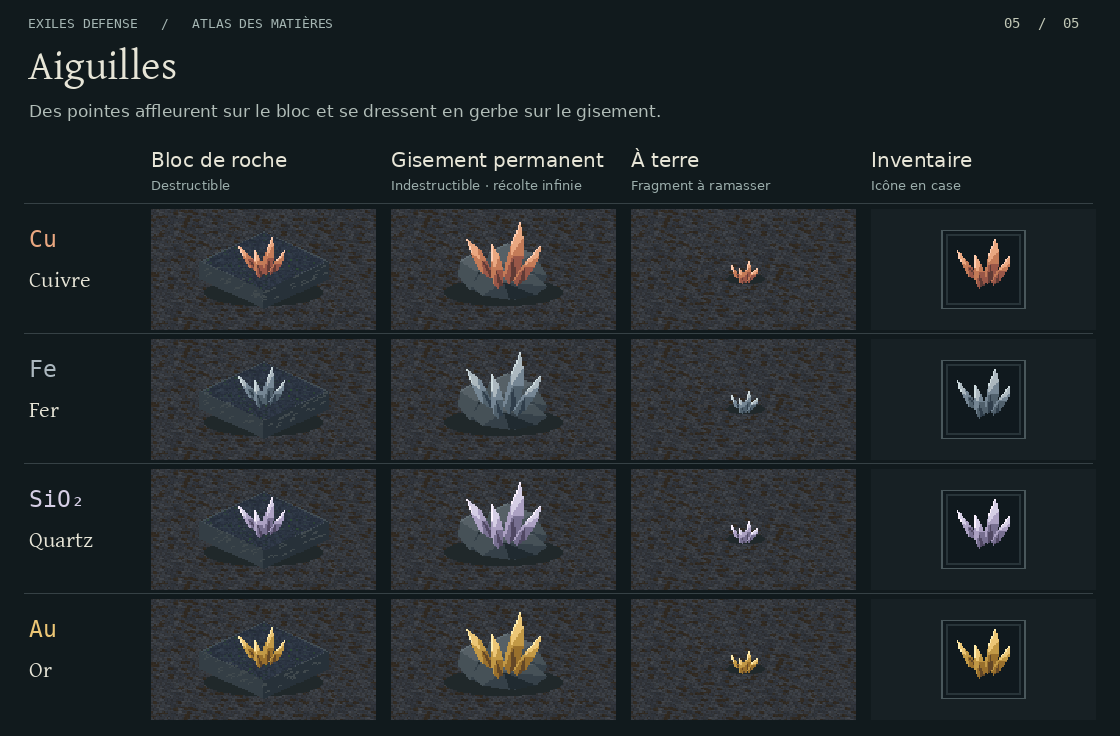 EXILES DEFENSE / ATLAS DES MATIÈRES
05 / 05
Aiguilles
Des pointes affleurent sur le bloc et se dressent en gerbe sur le gisement.
Bloc de roche Gisement permanent À terre Inventaire
Destructible Indestructible · récolte infinie Fragment à ramasser Icône en case
Cu
Cuivre
Fe
Fer
SiO₂
Quartz
Au
Or